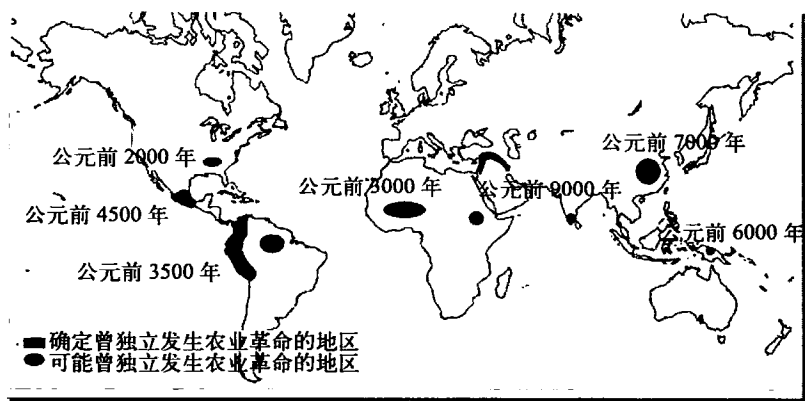 公元前 7000 年
公元前 2000 年
公元前 5000 年
公元前 9000 年
公元前 4500 年
公元前 6000 年
公元前 3500 年
确定曾独立发生农业革命的地区
可能曾独立发生农业革命的地区